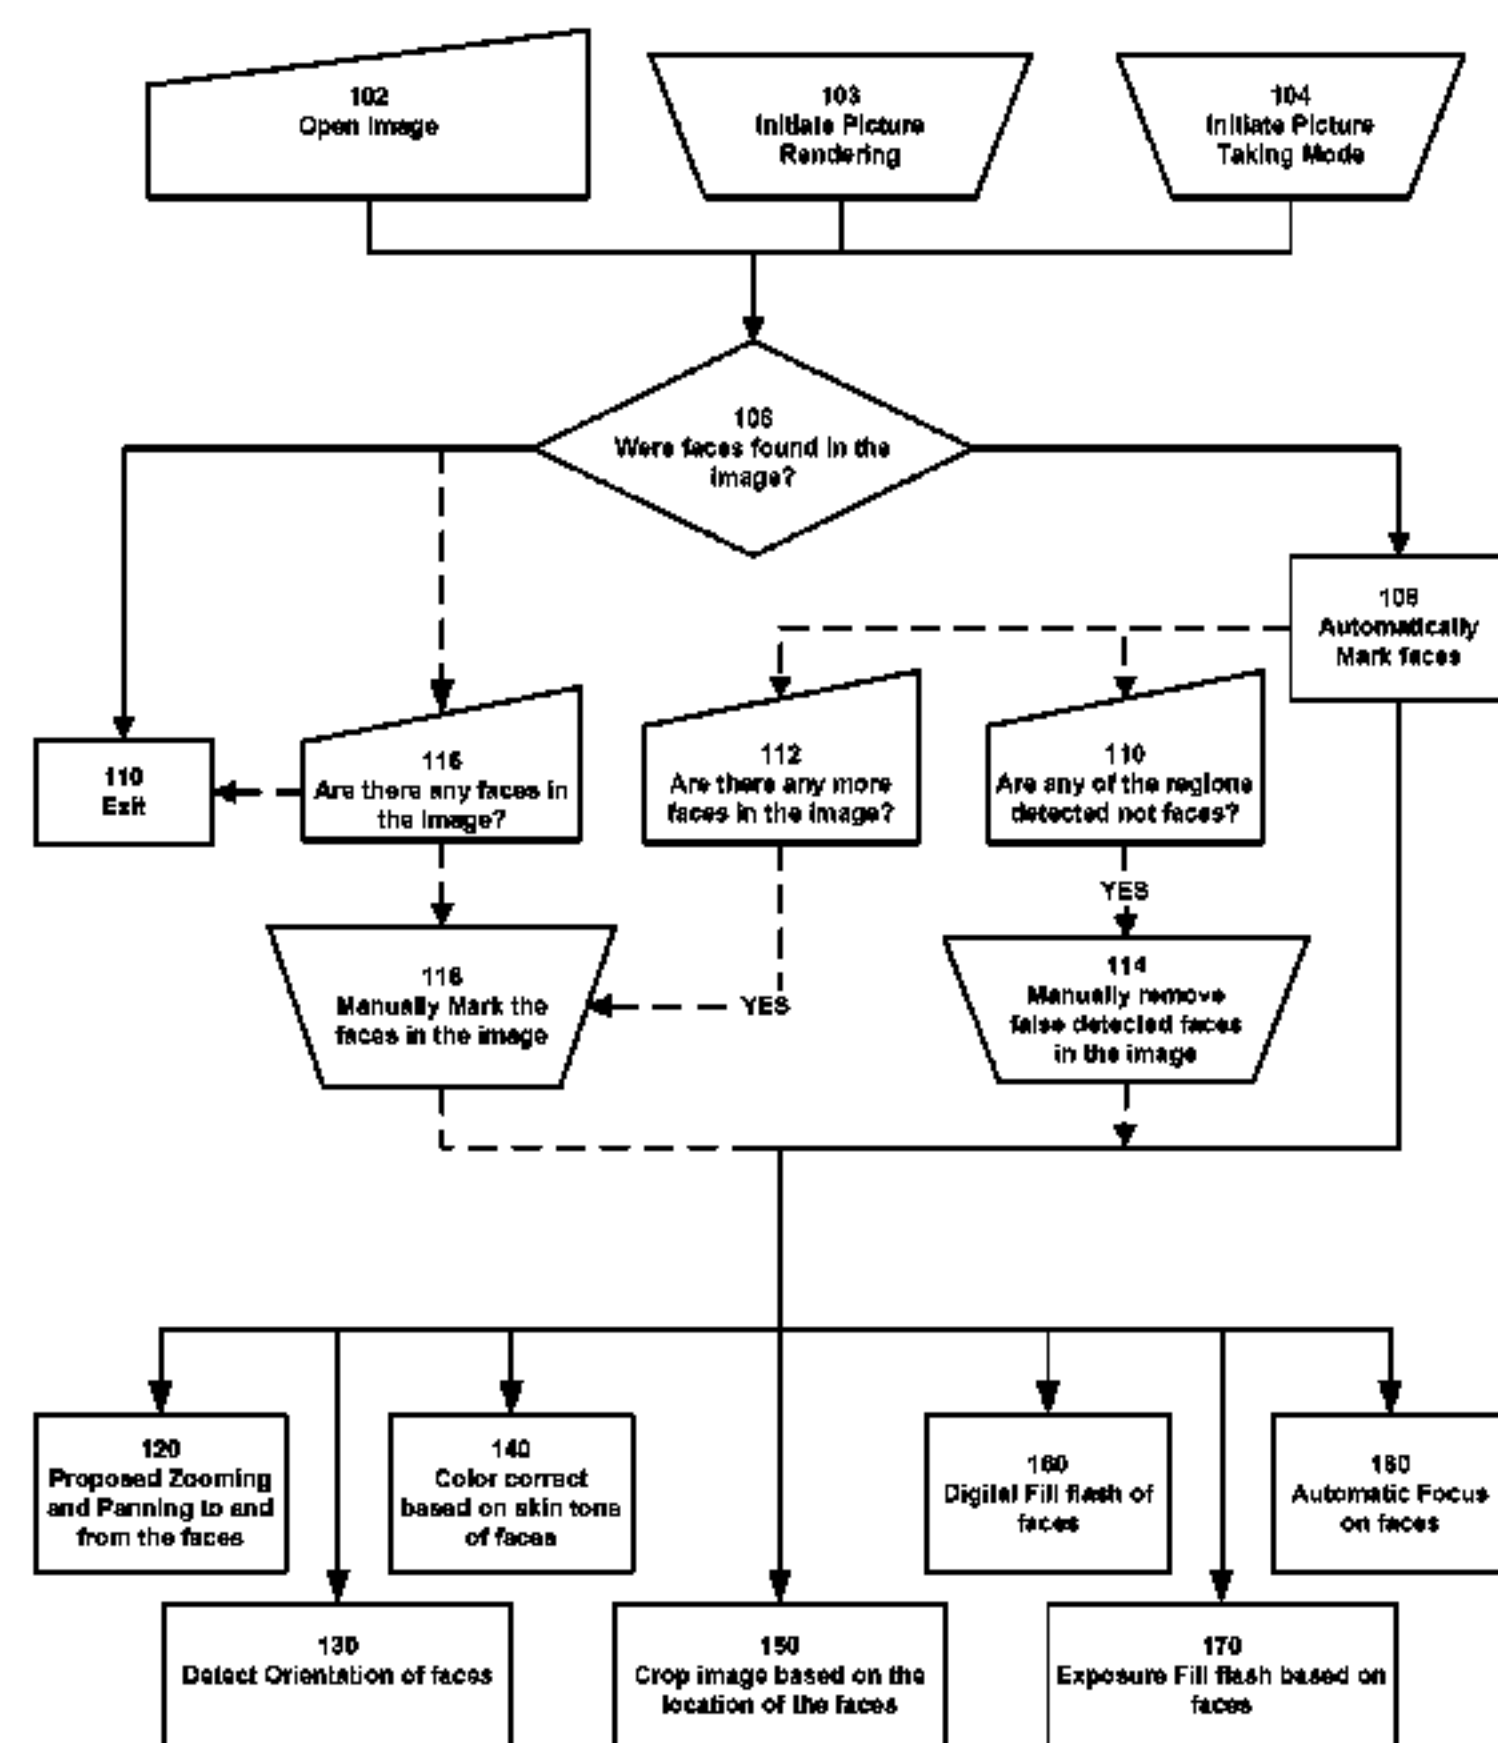 102
Open Image
103
Initiate Picture
Rendering
104
Initiate Picture
Taking Mode
106
Were faces found in the
image?
108
Automatically
Mark faces
110
Exit
116
Are there any faces in
the image?
112
Are there any more
faces in the image?
110
Are any of the regions
detected not faces?
YES
118
Manually Mark the
faces in the image
YES
114
Manually remove
false detected faces
in the image
120
Proposed Zooming
and Panning to and
from the faces
140
Color correct
based on skin tone
of faces
160
Digital Fill flash of
faces
180
Automatic Focus
on faces
130
Detect Orientation of faces
150
Crop image based on the
location of the faces
170
Exposure Fill flash based on
faces